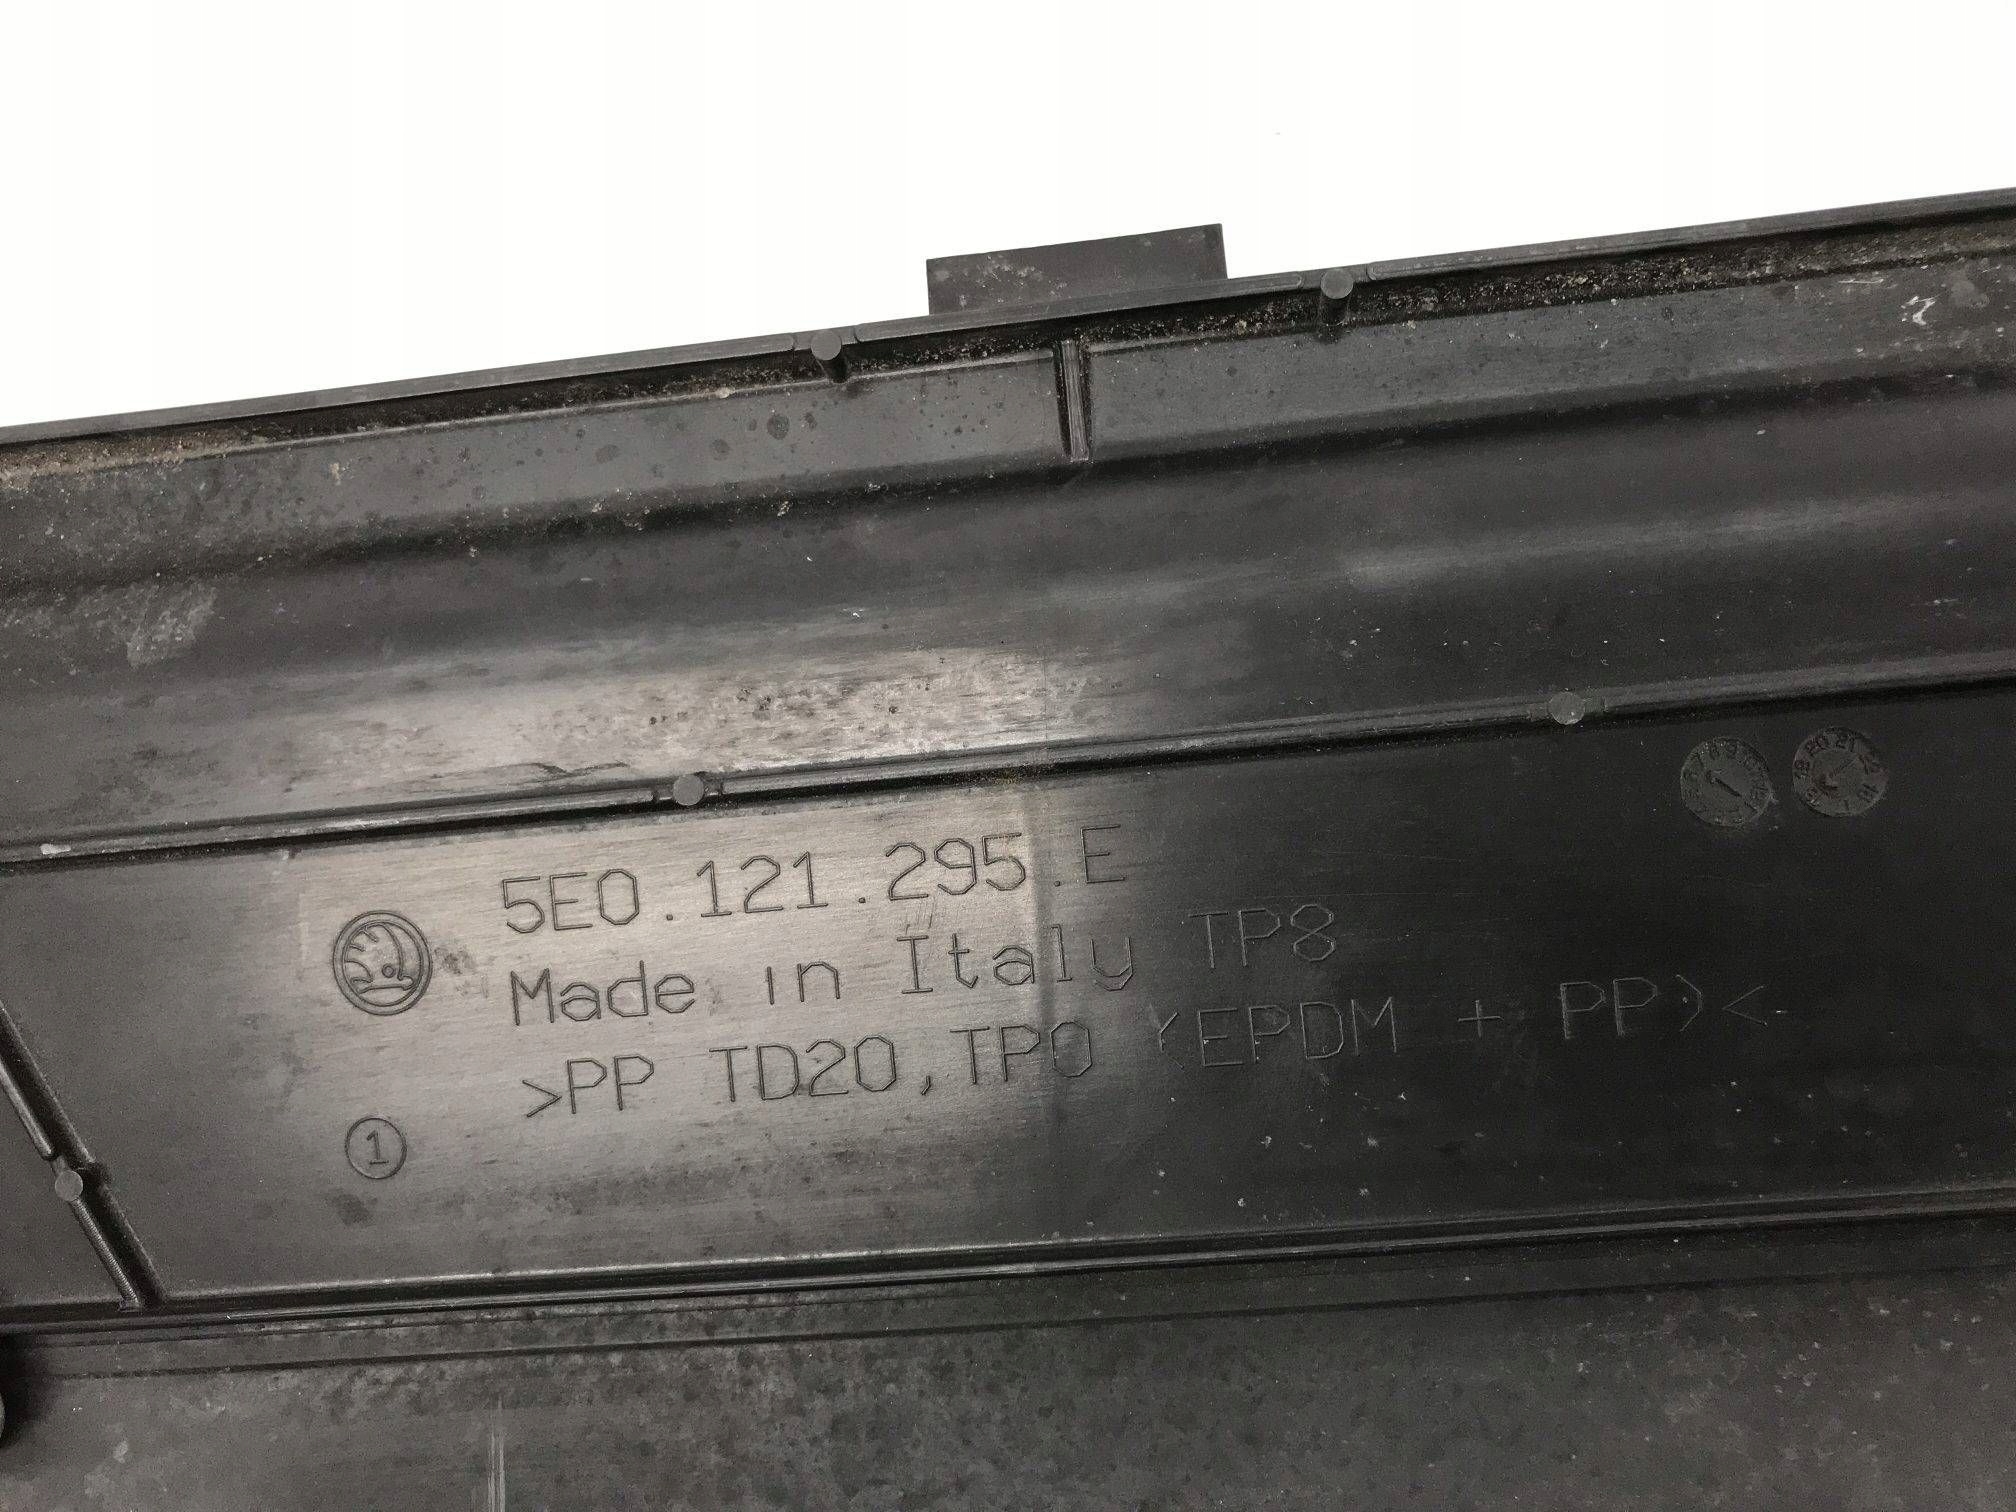 5E0.121.295.E
Made in Italy TP8
>PP TD20,TPO (EPDM + PP)<
1